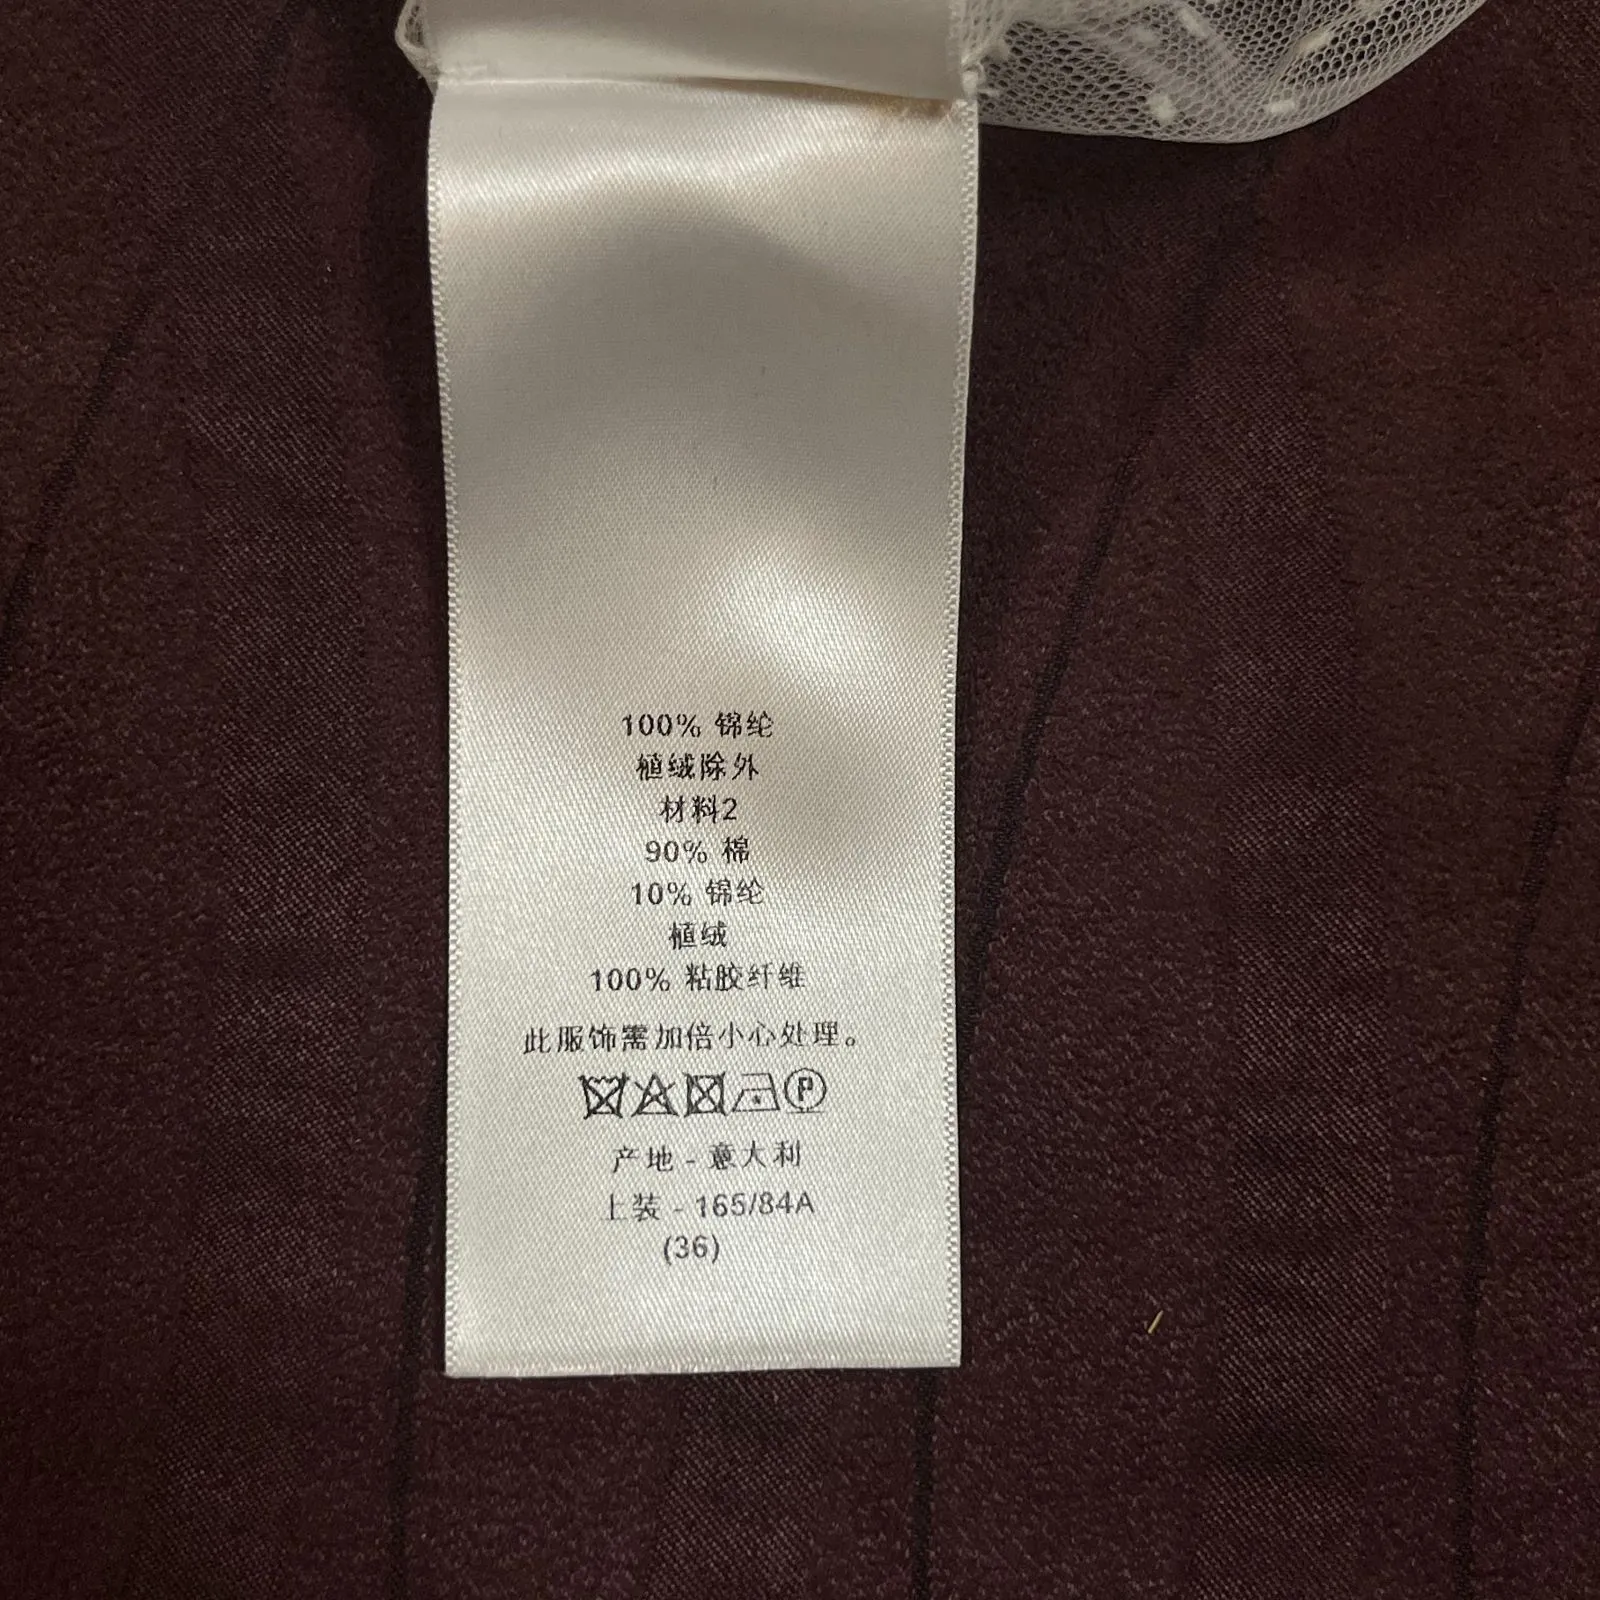 100% 锦纶
植绒除外
材料2
90% 棉
10% 锦纶
植绒
100% 粘胶纤维
此服饰需加倍小心处理。
P
产地 - 意大利
上装 - 165/84A
(36)